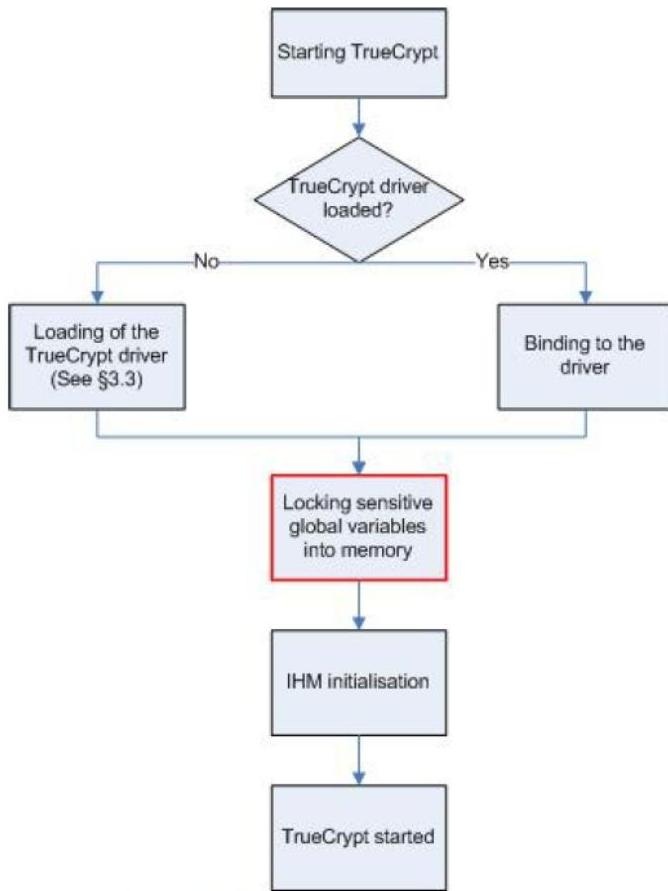 Starting TrueCrypt
TrueCrypt driver
loaded?
No
Yes
Loading of the
TrueCrypt driver
(See §3.3)
Binding to the
driver
Locking sensitive
global variables
into memory
IHM initialisation
TrueCrypt started